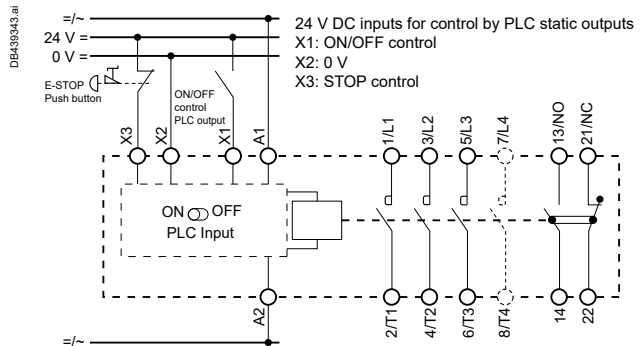 DB439343.ai
=/~
24 V =
0 V =
24 V DC inputs for control by PLC static outputs
X1: ON/OFF control
X2: 0 V
X3: STOP control
E-STOP
Push button
ON/OFF
control
PLC output
X3
X2
X1
A1
1/L1
3/L2
5/L3
7/L4
13/NO
21/NC
ON OFF
PLC Input
A2
2/T1
4/T2
6/T3
8/T4
14
22
=/~